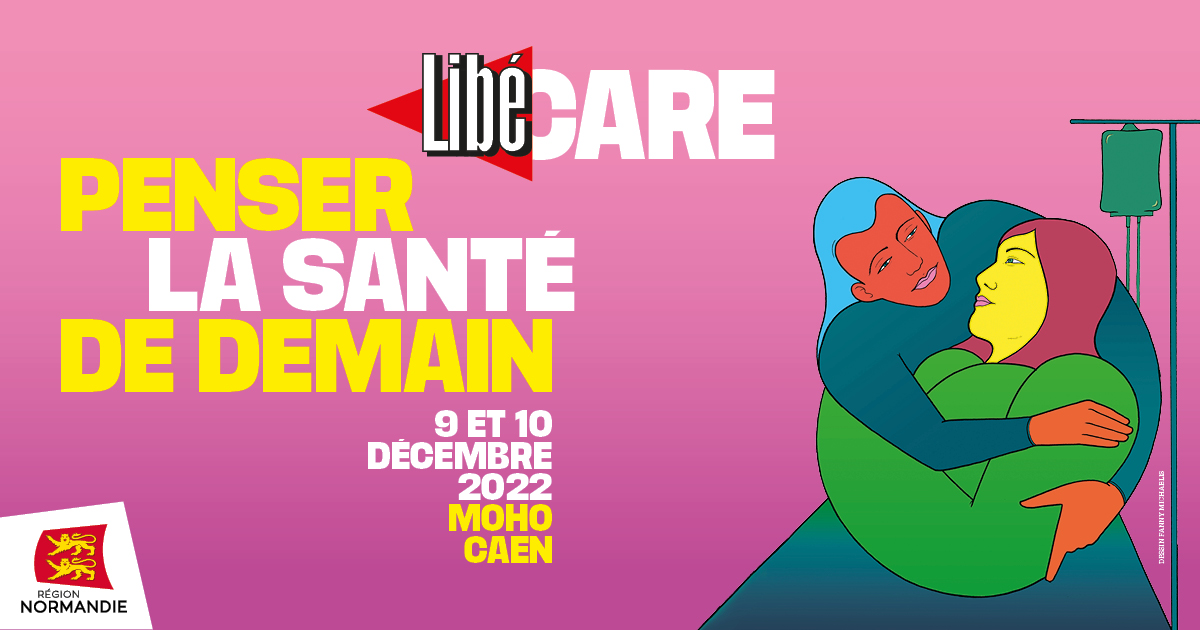 Libé CARE
PENSER
LA SANTÉ
DE DEMAIN
9 ET 10
DÉCEMBRE
2022
MOHO
CAEN
RÉGION
NORMANDIE
DESSIN FANNY MICHAËLIS